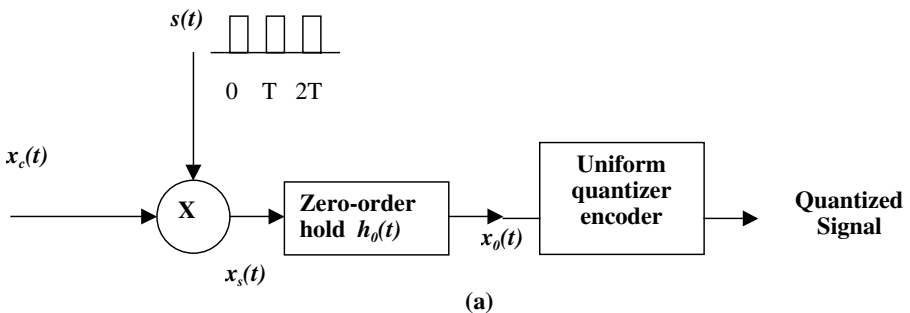 s(t)
0 T 2T
x_c(t)
X
Zero-order
hold h_0(t)
x_s(t)
x_0(t)
Uniform
quantizer
encoder
Quantized
Signal
(a)